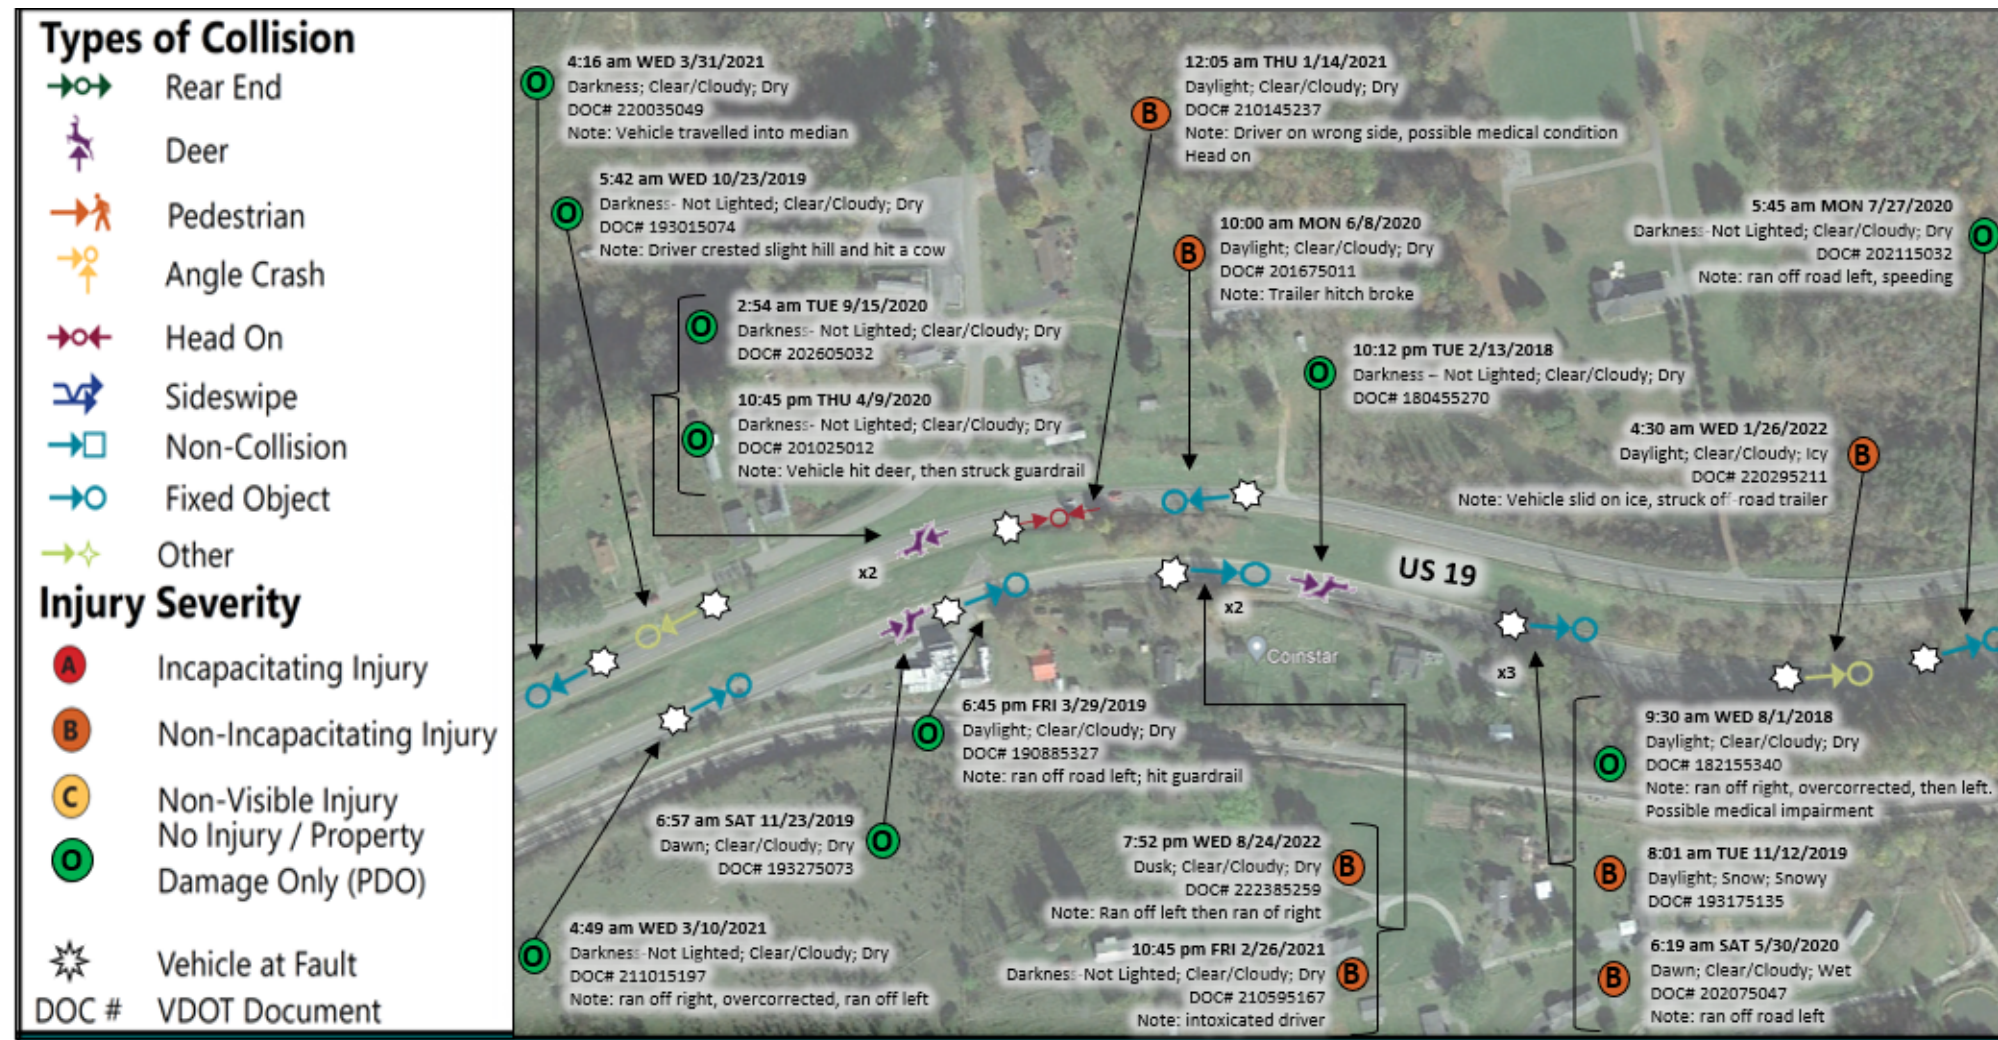 Types of Collision
Rear End
Deer
Pedestrian
Angle Crash
Head On
Sideswipe
Non-Collision
Fixed Object
Other
Injury Severity
A Incapacitating Injury
B Non-Incapacitating Injury
C Non-Visible Injury
No Injury / Property
O
Damage Only (PDO)
Vehicle at Fault
DOC # VDOT Document
O
4:16 am WED 3/31/2021
Darkness; Clear/Cloudy; Dry
DOC# 220035049
Note: Vehicle travelled into median
O
5:42 am WED 10/23/2019
Darkness- Not Lighted; Clear/Cloudy; Dry
DOC# 193015074
Note: Driver crested slight hill and hit a cow
O
2:54 am TUE 9/15/2020
Darkness- Not Lighted; Clear/Cloudy; Dry
DOC# 202605032
O
10:45 pm THU 4/9/2020
Darkness- Not Lighted; Clear/Cloudy; Dry
DOC# 201025012
Note: Vehicle hit deer, then struck guardrail
x2
B
12:05 am THU 1/14/2021
Daylight; Clear/Cloudy; Dry
DOC# 210145237
Note: Driver on wrong side, possible medical condition
Head on
B
10:00 am MON 6/8/2020
Daylight; Clear/Cloudy; Dry
DOC# 201675011
Note: Trailer hitch broke
O
10:12 pm TUE 2/13/2018
Darkness – Not Lighted; Clear/Cloudy; Dry
DOC# 180455270
O
5:45 am MON 7/27/2020
Darkness-Not Lighted; Clear/Cloudy; Dry
DOC# 202115032
Note: ran off road left, speeding
B
4:30 am WED 1/26/2022
Daylight; Clear/Cloudy; Icy
DOC# 220295211
Note: Vehicle slid on ice, struck off-road trailer
US 19
x2
Coinstar
x3
O
6:45 pm FRI 3/29/2019
Daylight; Clear/Cloudy; Dry
DOC# 190885327
Note: ran off road left; hit guardrail
O
6:57 am SAT 11/23/2019
Dawn; Clear/Cloudy; Dry
DOC# 193275073
O
4:49 am WED 3/10/2021
Darkness-Not Lighted; Clear/Cloudy; Dry
DOC# 211015197
Note: ran off right, overcorrected, ran off left
B
7:52 pm WED 8/24/2022
Dusk; Clear/Cloudy; Dry
DOC# 222385259
Note: Ran off left then ran of right
B
10:45 pm FRI 2/26/2021
Darknes-Not Lighted; Clear/Cloudy; Dry
DOC# 210595167
Note: intoxicated driver
O
9:30 am WED 8/1/2018
Daylight; Clear/Cloudy; Dry
DOC# 182155340
Note: ran off right, overcorrected, then left.
Possible medical impairment
B
8:01 am TUE 11/12/2019
Daylight; Snow; Snowy
DOC# 193175135
B
6:19 am SAT 5/30/2020
Dawn; Clear/Cloudy; Wet
DOC# 202075047
Note: ran off road left